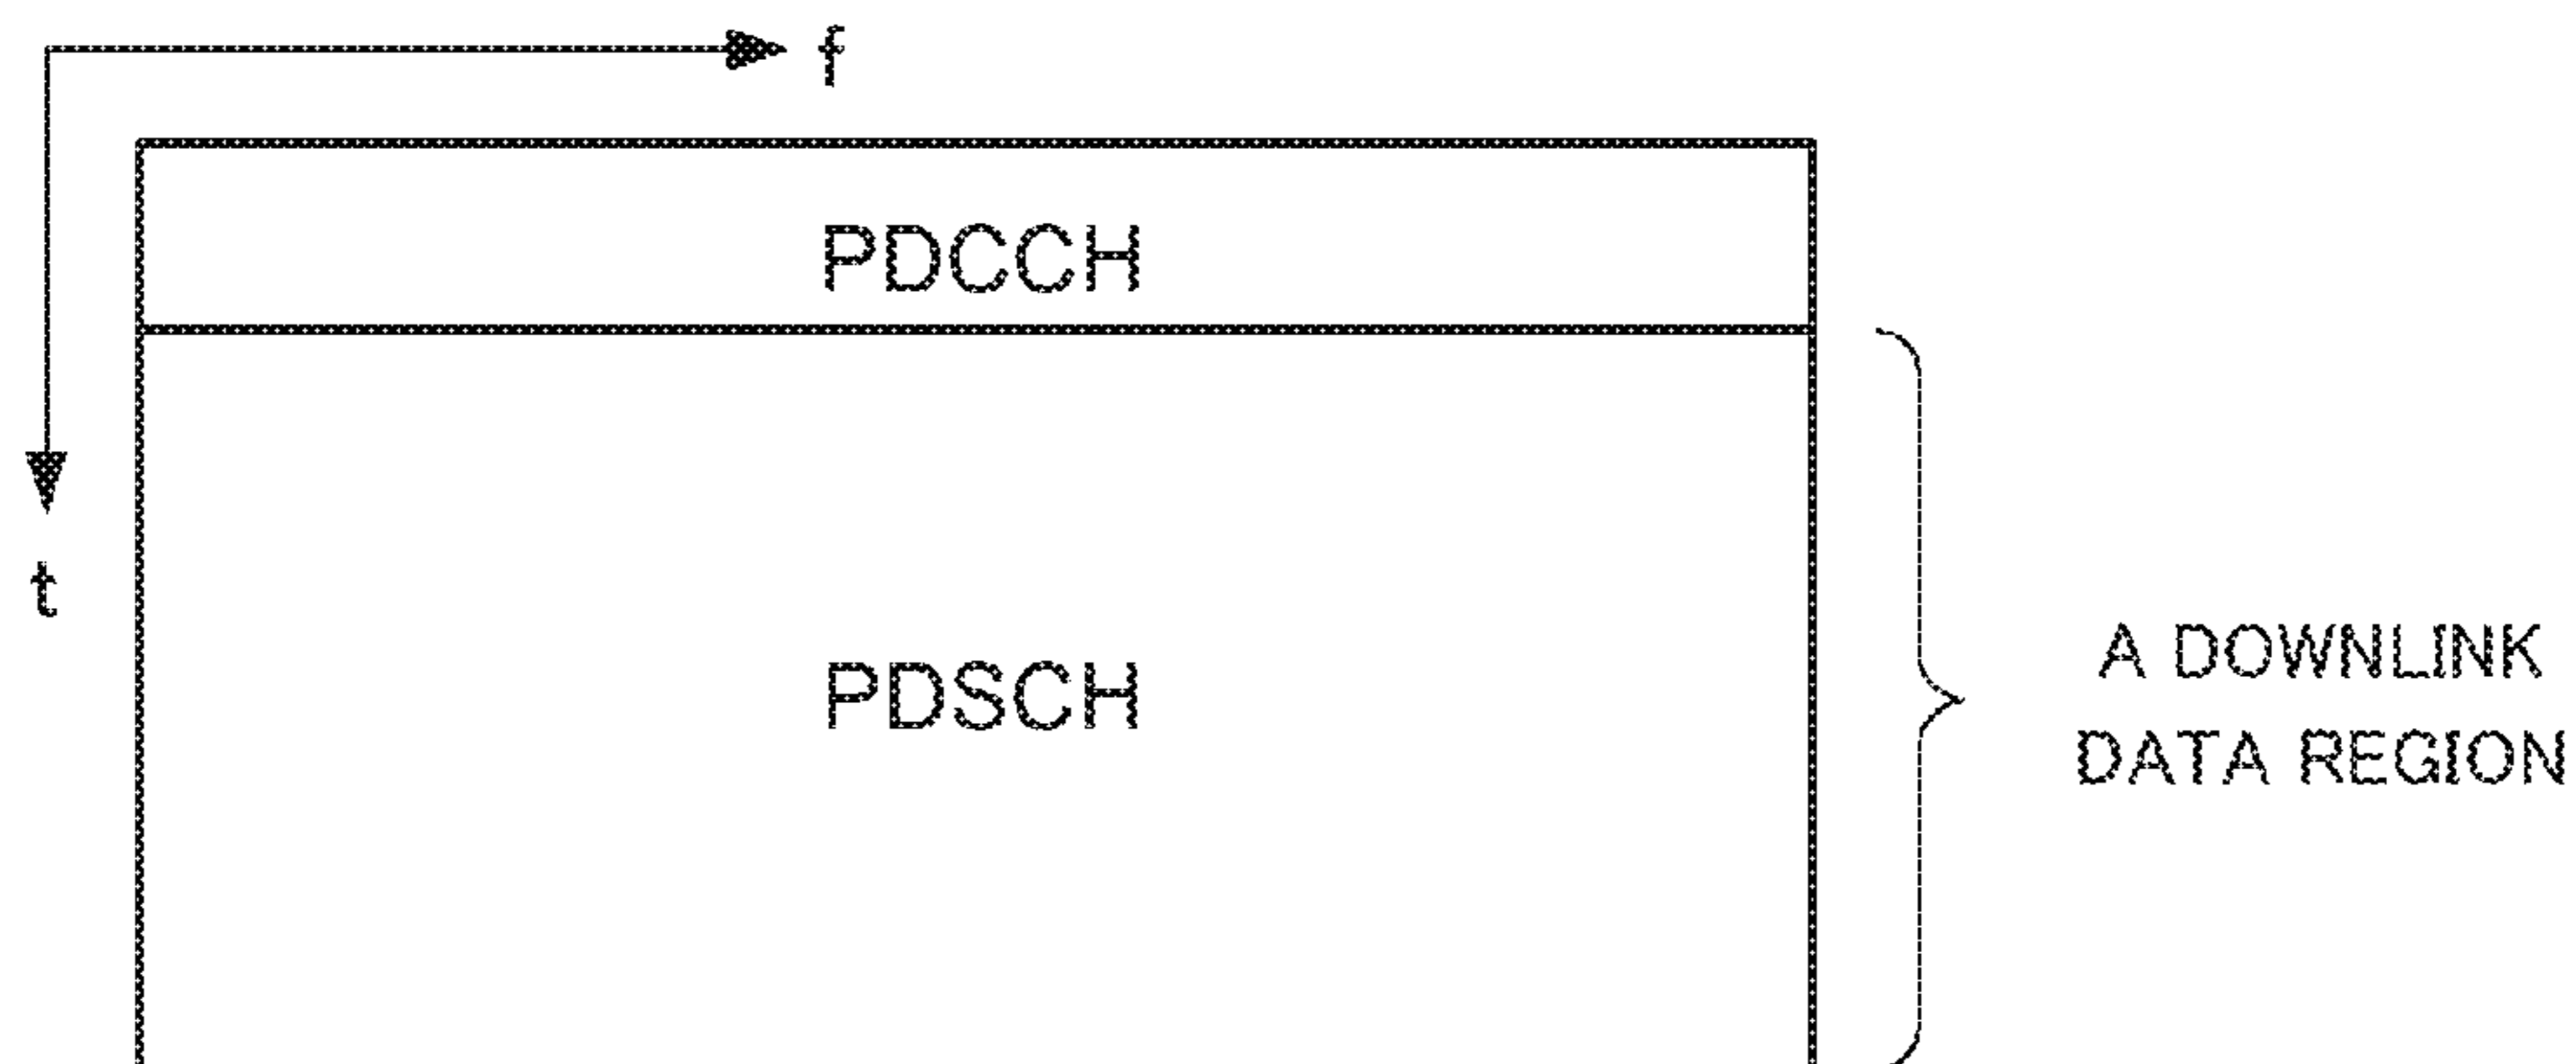 f
PDCCH
t
PDSCH
A DOWNLINK
DATA REGION